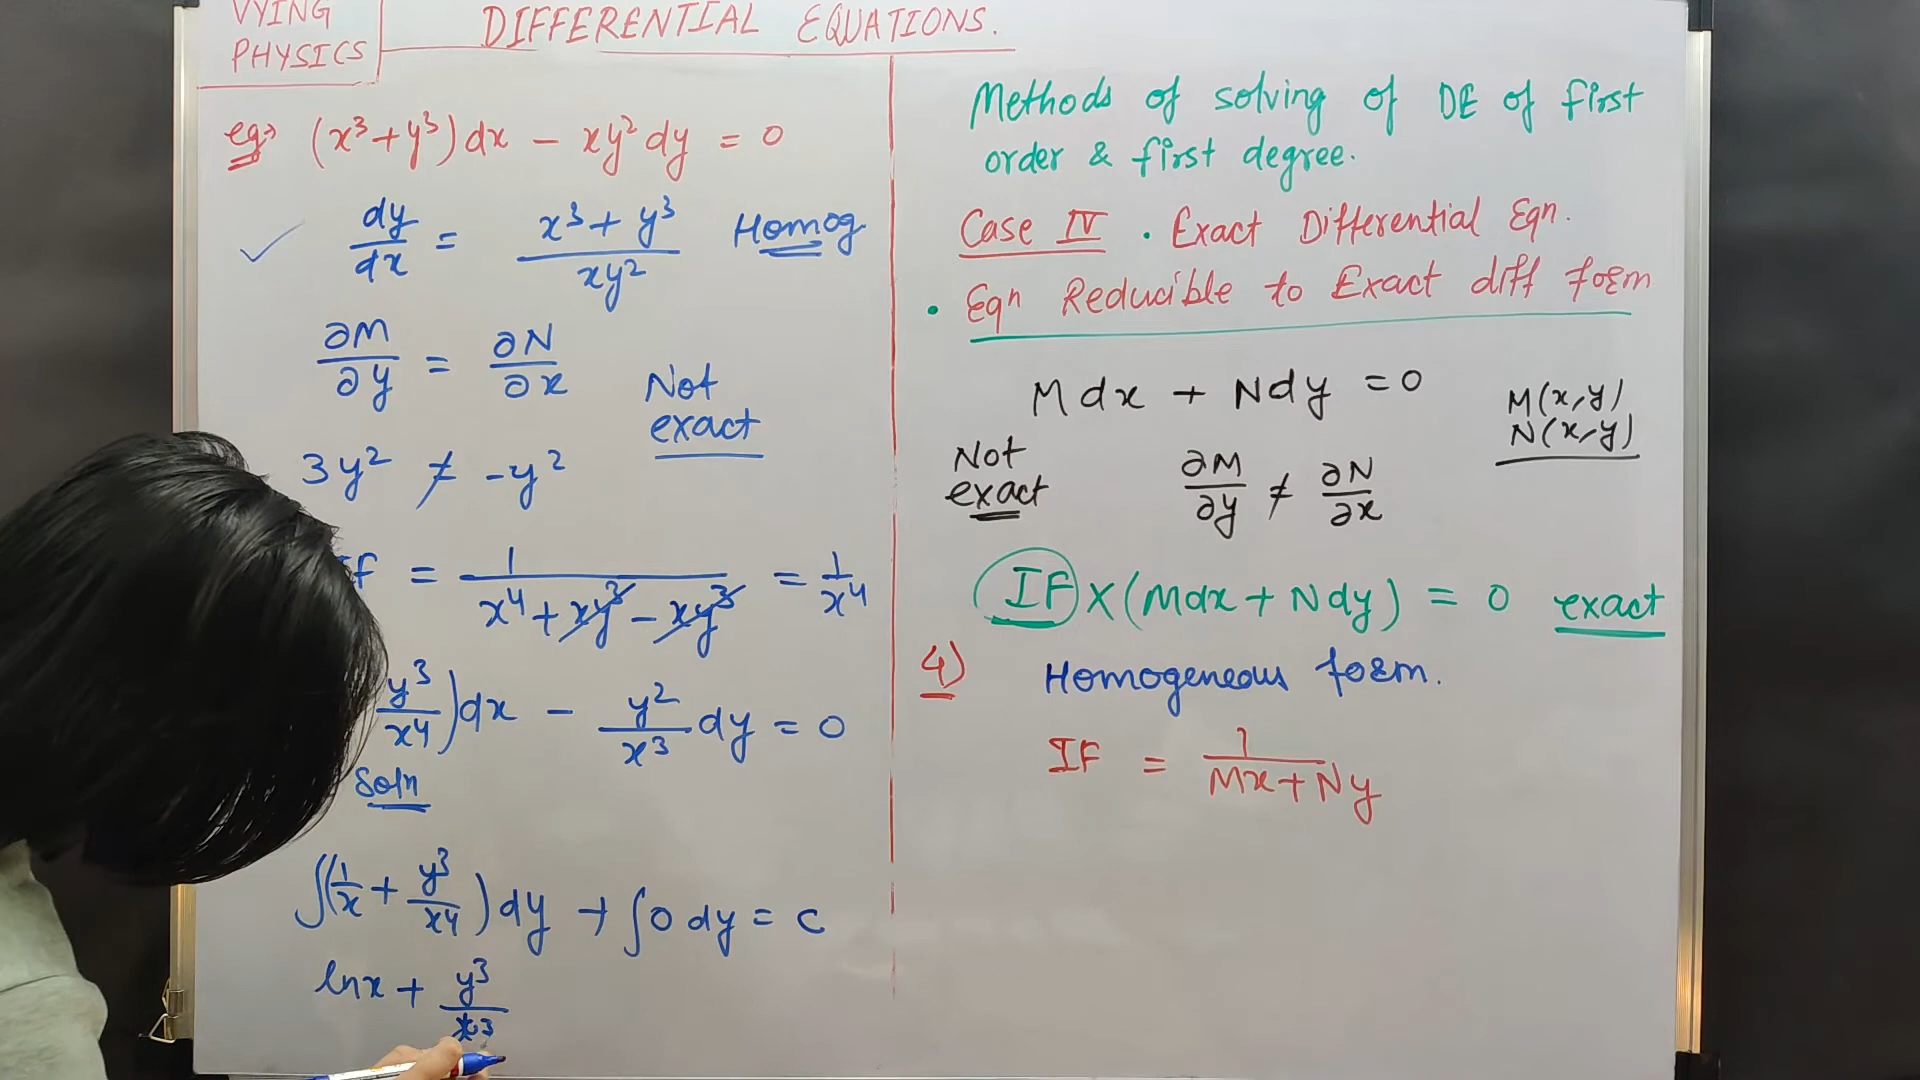 VYING
PHYSICS
DIFFERENTIAL EQUATIONS.
eg→ (x³+y³)dx − xy²dy = 0
dy/dx = (x³+y³)/(xy²) Homog
∂M/∂y = ∂N/∂x
Not
exact
3y² ≠ -y²
If = 1/(x⁴+xy³−xy³) = 1/x⁴
y³/x⁴)dx − y²/x³ dy = 0
Soln
∫(1/x + y³/x⁴)dy + ∫0 dy = c
lnx + y³/x³
Methods of solving of DE of first
order & first degree.
Case IV . Exact Differential Eqn.
. Eqn Reducible to Exact diff form
Mdx + Ndy = 0
M(x,y)
N(x,y)
Not
exact
∂M/∂y ≠ ∂N/∂x
IF X(Mdx + Ndy) = 0 exact
4) Homogeneous form.
IF = 1/(Mx+Ny)